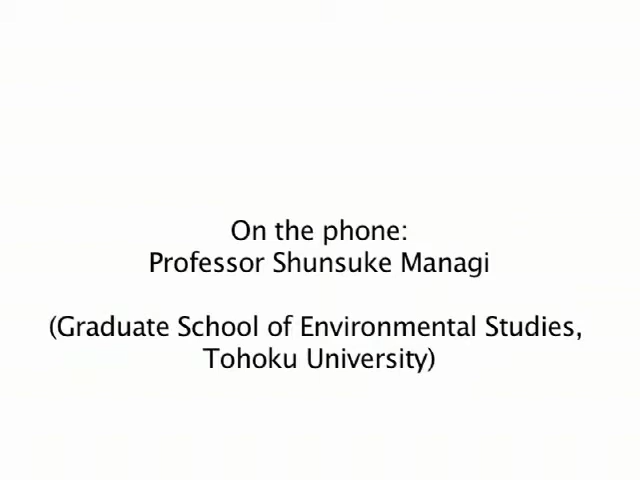 On the phone:
Professor Shunsuke Managi
(Graduate School of Environmental Studies,
Tohoku University)